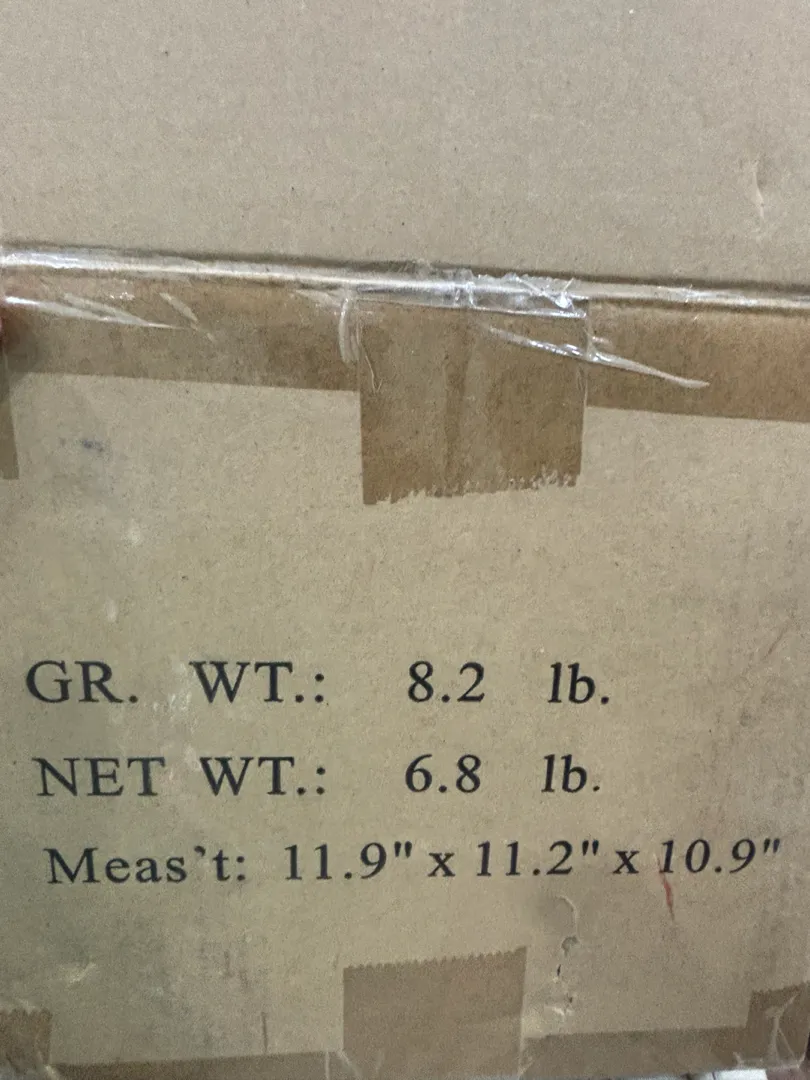 GR. WT.: 8.2 lb.
NET WT.: 6.8 lb.
Meas't: 11.9" x 11.2" x 10.9"